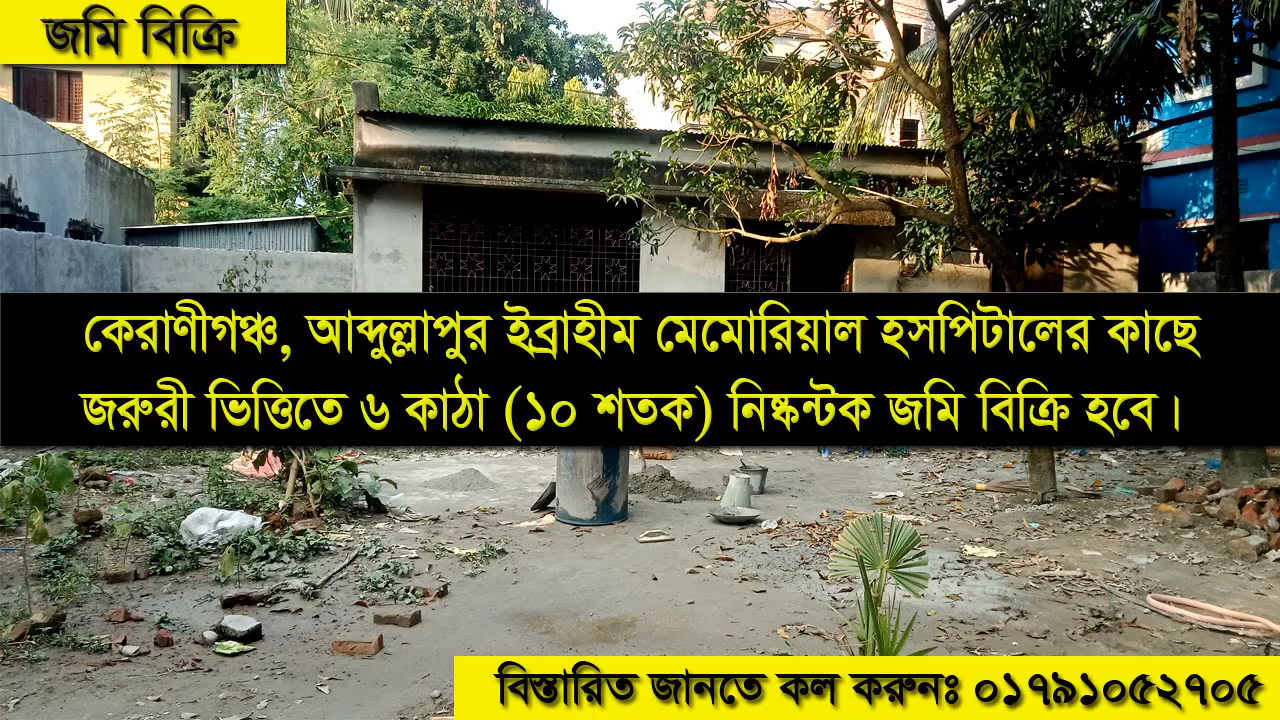 জমি বিক্রি
কেরাণীগঞ্চ, আব্দুল্লাপুর ইব্রাহীম মেমোরিয়াল হসপিটালের কাছে
জরুরী ভিত্তিতে ৬ কাঠা (১০ শতক) নিষ্কন্টক জমি বিক্রি হবে।
বিস্তারিত জানতে কল করুনঃ ০১৭৯১০৫২৭০৫